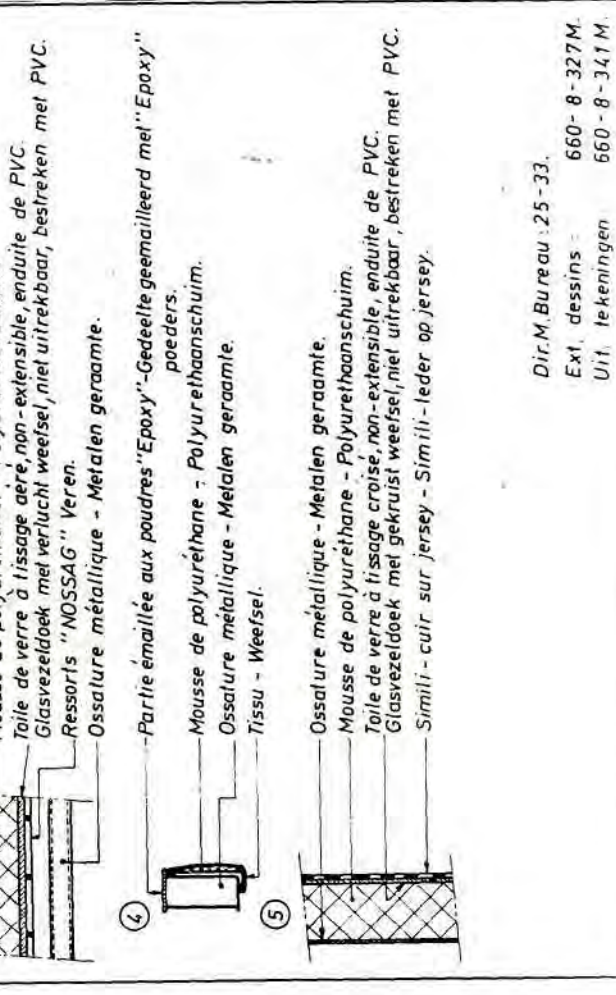 Toile de verre à tissage aéré, non-extensible, enduite de PVC.
Glasvezeldoek met verlucht weefsel, niet uitrekbaar, bestreken met PVC.
Ressorts "NOSSAG" Veren.
Ossature métallique - Metalen geraamte.
4
Partie émaillée aux poudres "Epoxy"-Gedeelte geemailleerd met "Epoxy"
poeders.
Mousse de polyuréthane - Polyurethaanschuim.
Ossature métallique - Metalen geraamte.
Tissu - Weefsel.
5
Ossature métallique - Metalen geraamte.
Mousse de polyuréthane - Polyurethaanschuim.
Toile de verre à tissage croisé, non-extensible, enduite de PVC.
Glasvezeldoek met gekruist weefsel, niet uitrekbaar, bestreken met PVC.
Simili-cuir sur jersey - Simili-leder op jersey.
Dir. M. Bureau : 25-33.
Ext. dessins : 660-8-327M.
Uit. tekeningen 660-8-341M.